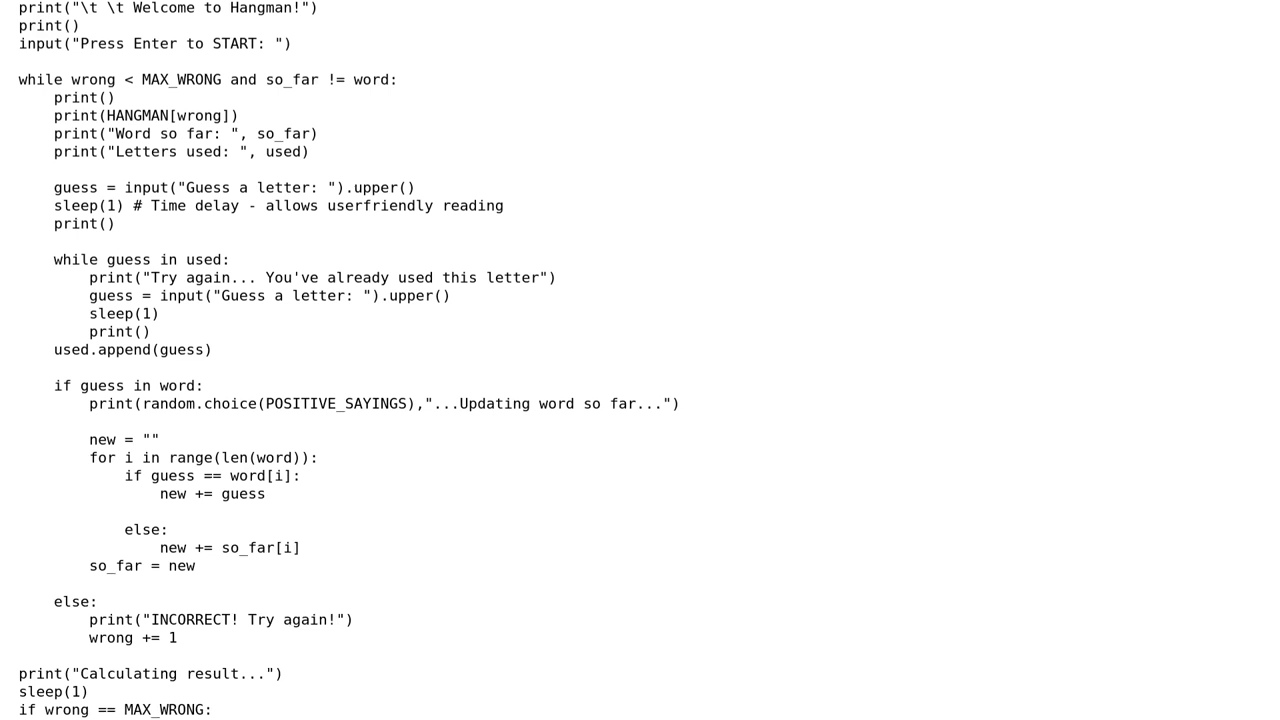 print("\t \t Welcome to Hangman!")
print()
input("Press Enter to START: ")

while wrong < MAX_WRONG and so_far != word:
    print()
    print(HANGMAN[wrong])
    print("Word so far: ", so_far)
    print("Letters used: ", used)

    guess = input("Guess a letter: ").upper()
    sleep(1) # Time delay - allows userfriendly reading
    print()

    while guess in used:
        print("Try again... You've already used this letter")
        guess = input("Guess a letter: ").upper()
        sleep(1)
        print()
    used.append(guess)

    if guess in word:
        print(random.choice(POSITIVE_SAYINGS),"...Updating word so far...")

        new = ""
        for i in range(len(word)):
            if guess == word[i]:
                new += guess

            else:
                new += so_far[i]
        so_far = new

    else:
        print("INCORRECT! Try again!")
        wrong += 1

print("Calculating result...")
sleep(1)
if wrong == MAX_WRONG: